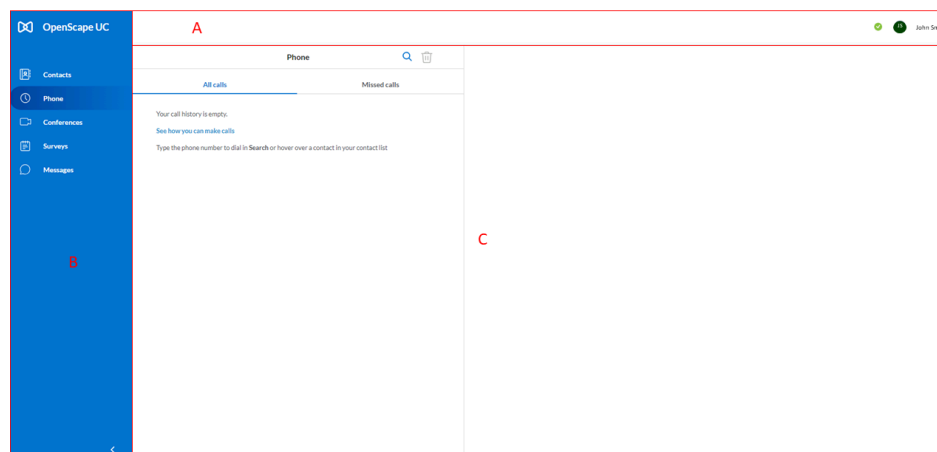 OpenScape UC
A
JS
Phone
Contacts
All calls
Missed calls
Phone
Your call history is empty.
Conferences
See how you can make calls
Surveys
Type the phone number to dial in Search or hover over a contact in your contact list
Messages
C
B